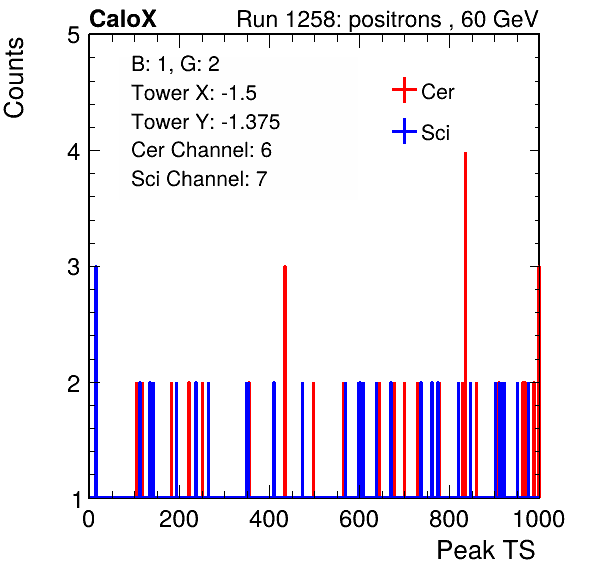 CaloX Run 1258: positrons , 60 GeV
Counts
B: 1, G: 2
Tower X: -1.5
Tower Y: -1.375
Cer Channel: 6
Sci Channel: 7
Cer
Sci
5
4
3
2
1
0 200 400 600 800 1000
Peak TS